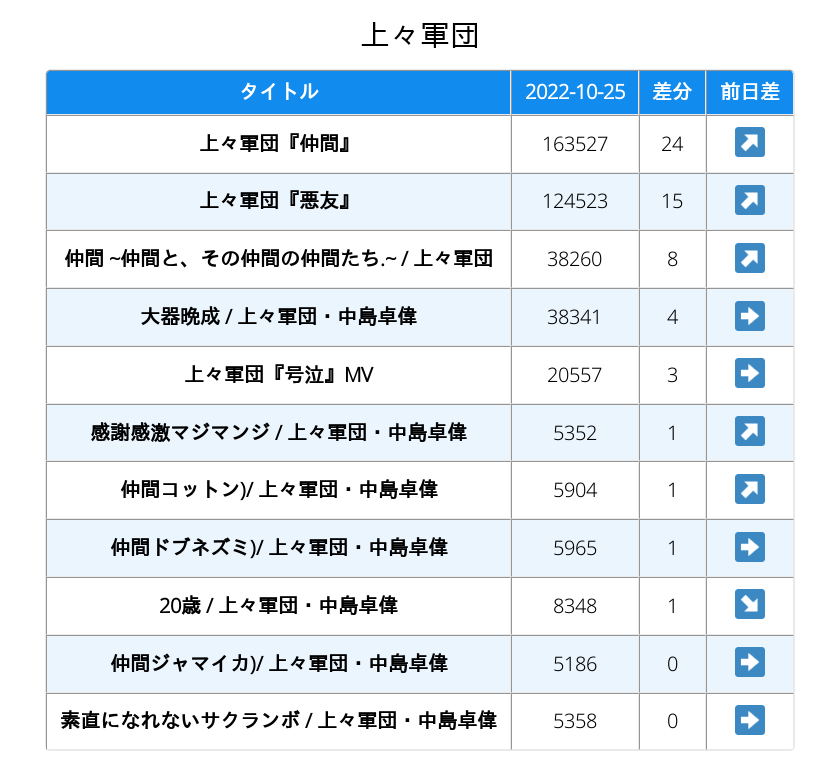 上々軍団
タイトル 2022-10-25 差分 前日差
上々軍団『仲間』 163527 24 ↗
上々軍団『悪友』 124523 15 ↗
仲間 ~仲間と、その仲間の仲間たち.~ / 上々軍団 38260 8 ↗
大器晩成 / 上々軍団・中島卓偉 38341 4 ➡
上々軍団『号泣』MV 20557 3 ➡
感謝感激マジマンジ / 上々軍団・中島卓偉 5352 1 ↗
仲間コットン)/ 上々軍団・中島卓偉 5904 1 ↗
仲間ドブネズミ)/ 上々軍団・中島卓偉 5965 1 ➡
20歳 / 上々軍団・中島卓偉 8348 1 ↘
仲間ジャマイカ)/ 上々軍団・中島卓偉 5186 0 ➡
素直になれないサクランボ / 上々軍団・中島卓偉 5358 0 ➡